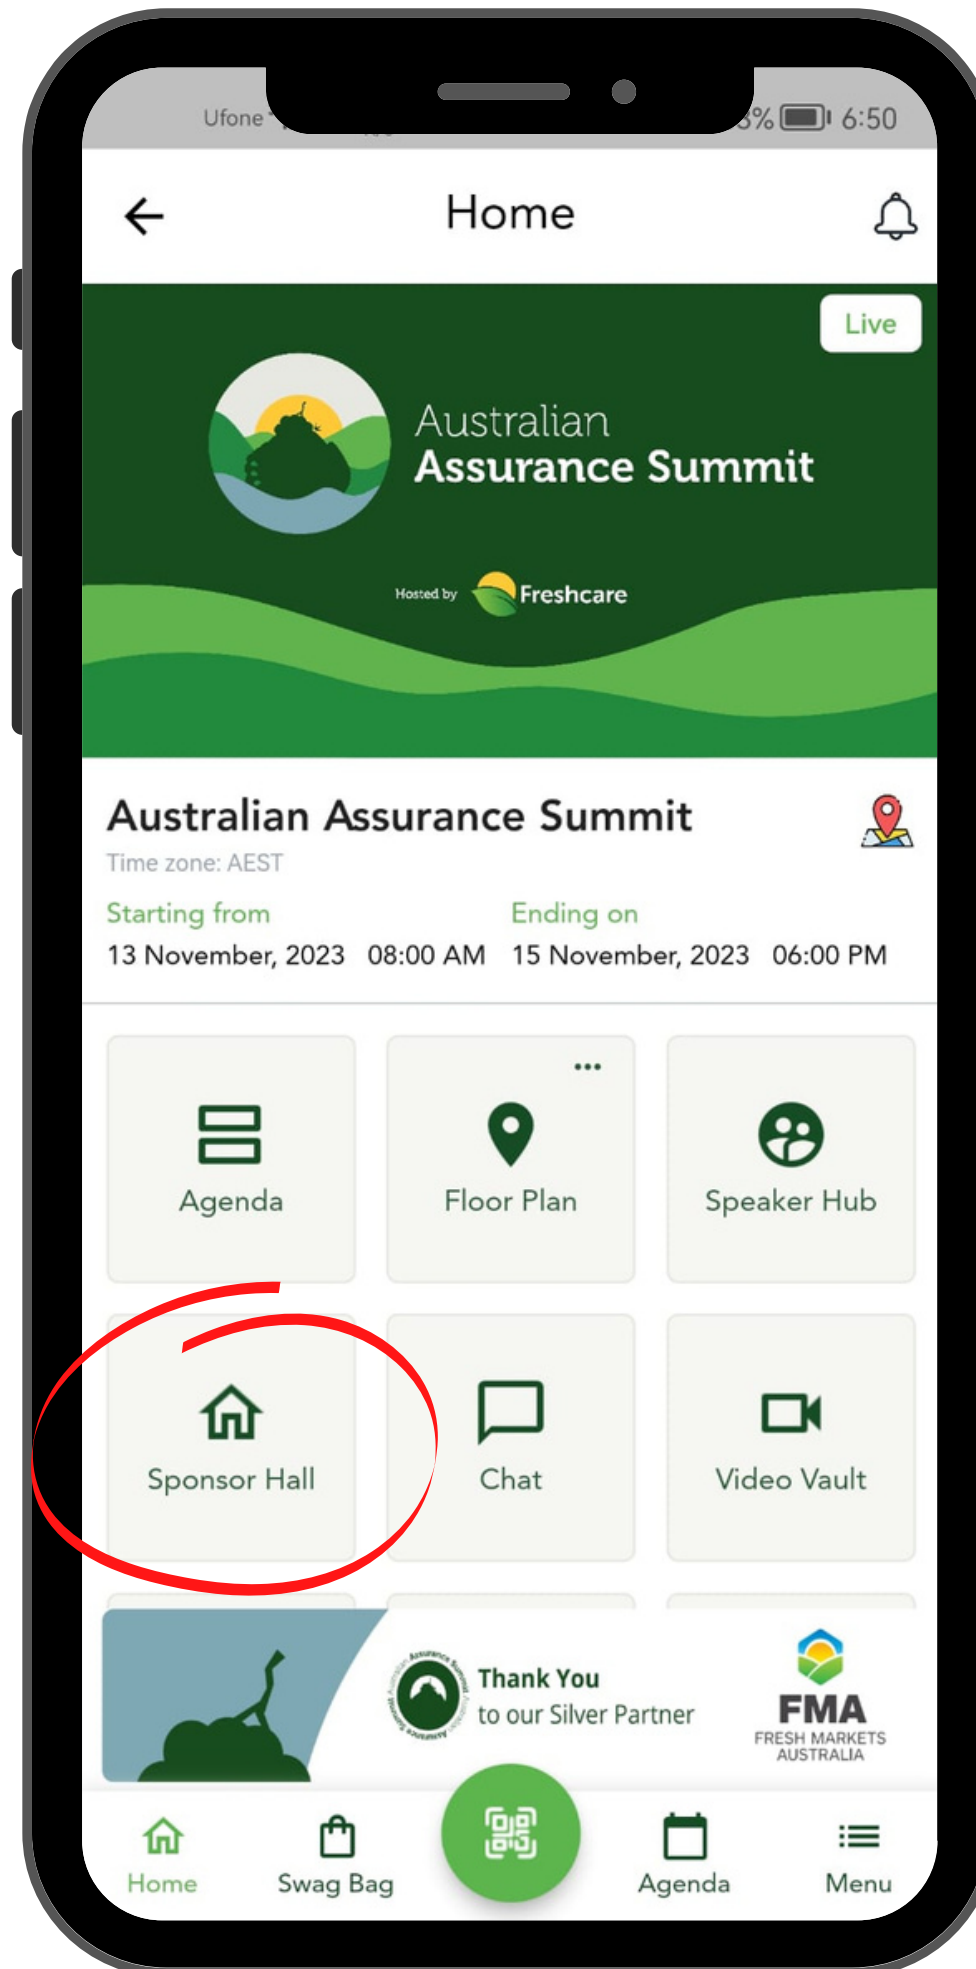 Ufone
% 6:50
Home
Live
Australian
Assurance Summit
Hosted by Freshcare
Australian Assurance Summit
Time zone: AEST
Starting from Ending on
13 November, 2023 08:00 AM 15 November, 2023 06:00 PM
Agenda Floor Plan Speaker Hub
Sponsor Hall Chat Video Vault
Thank You
to our Silver Partner
FMA
FRESH MARKETS
AUSTRALIA
Home Swag Bag Agenda Menu